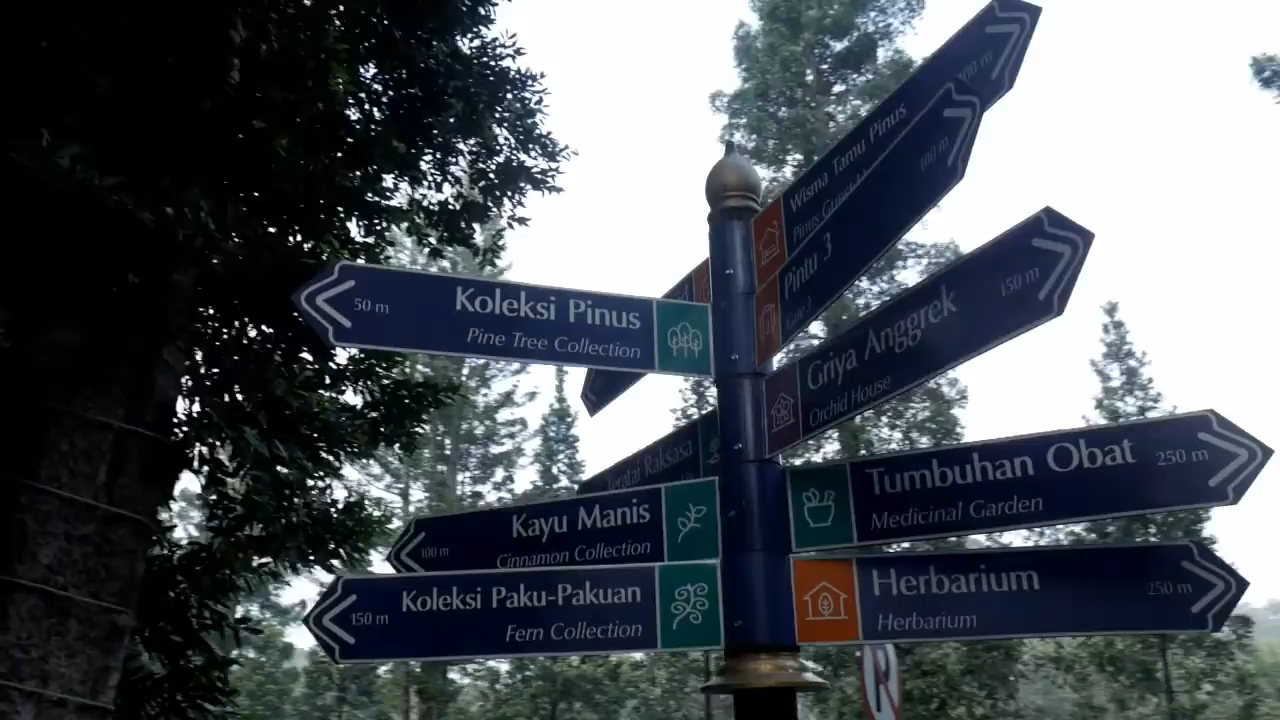 Wisma Tamu Pinus
100 m
Pinus
Pintu 3
100 m
Gate 3
Koleksi Pinus
50 m
Pine Tree Collection
Griya Anggrek
150 m
Orchid House
Teratai Raksasa
Tumbuhan Obat
250 m
Medicinal Garden
Kayu Manis
100 m
Cinnamon Collection
Koleksi Paku-Pakuan
150 m
Fern Collection
Herbarium
250 m
Herbarium